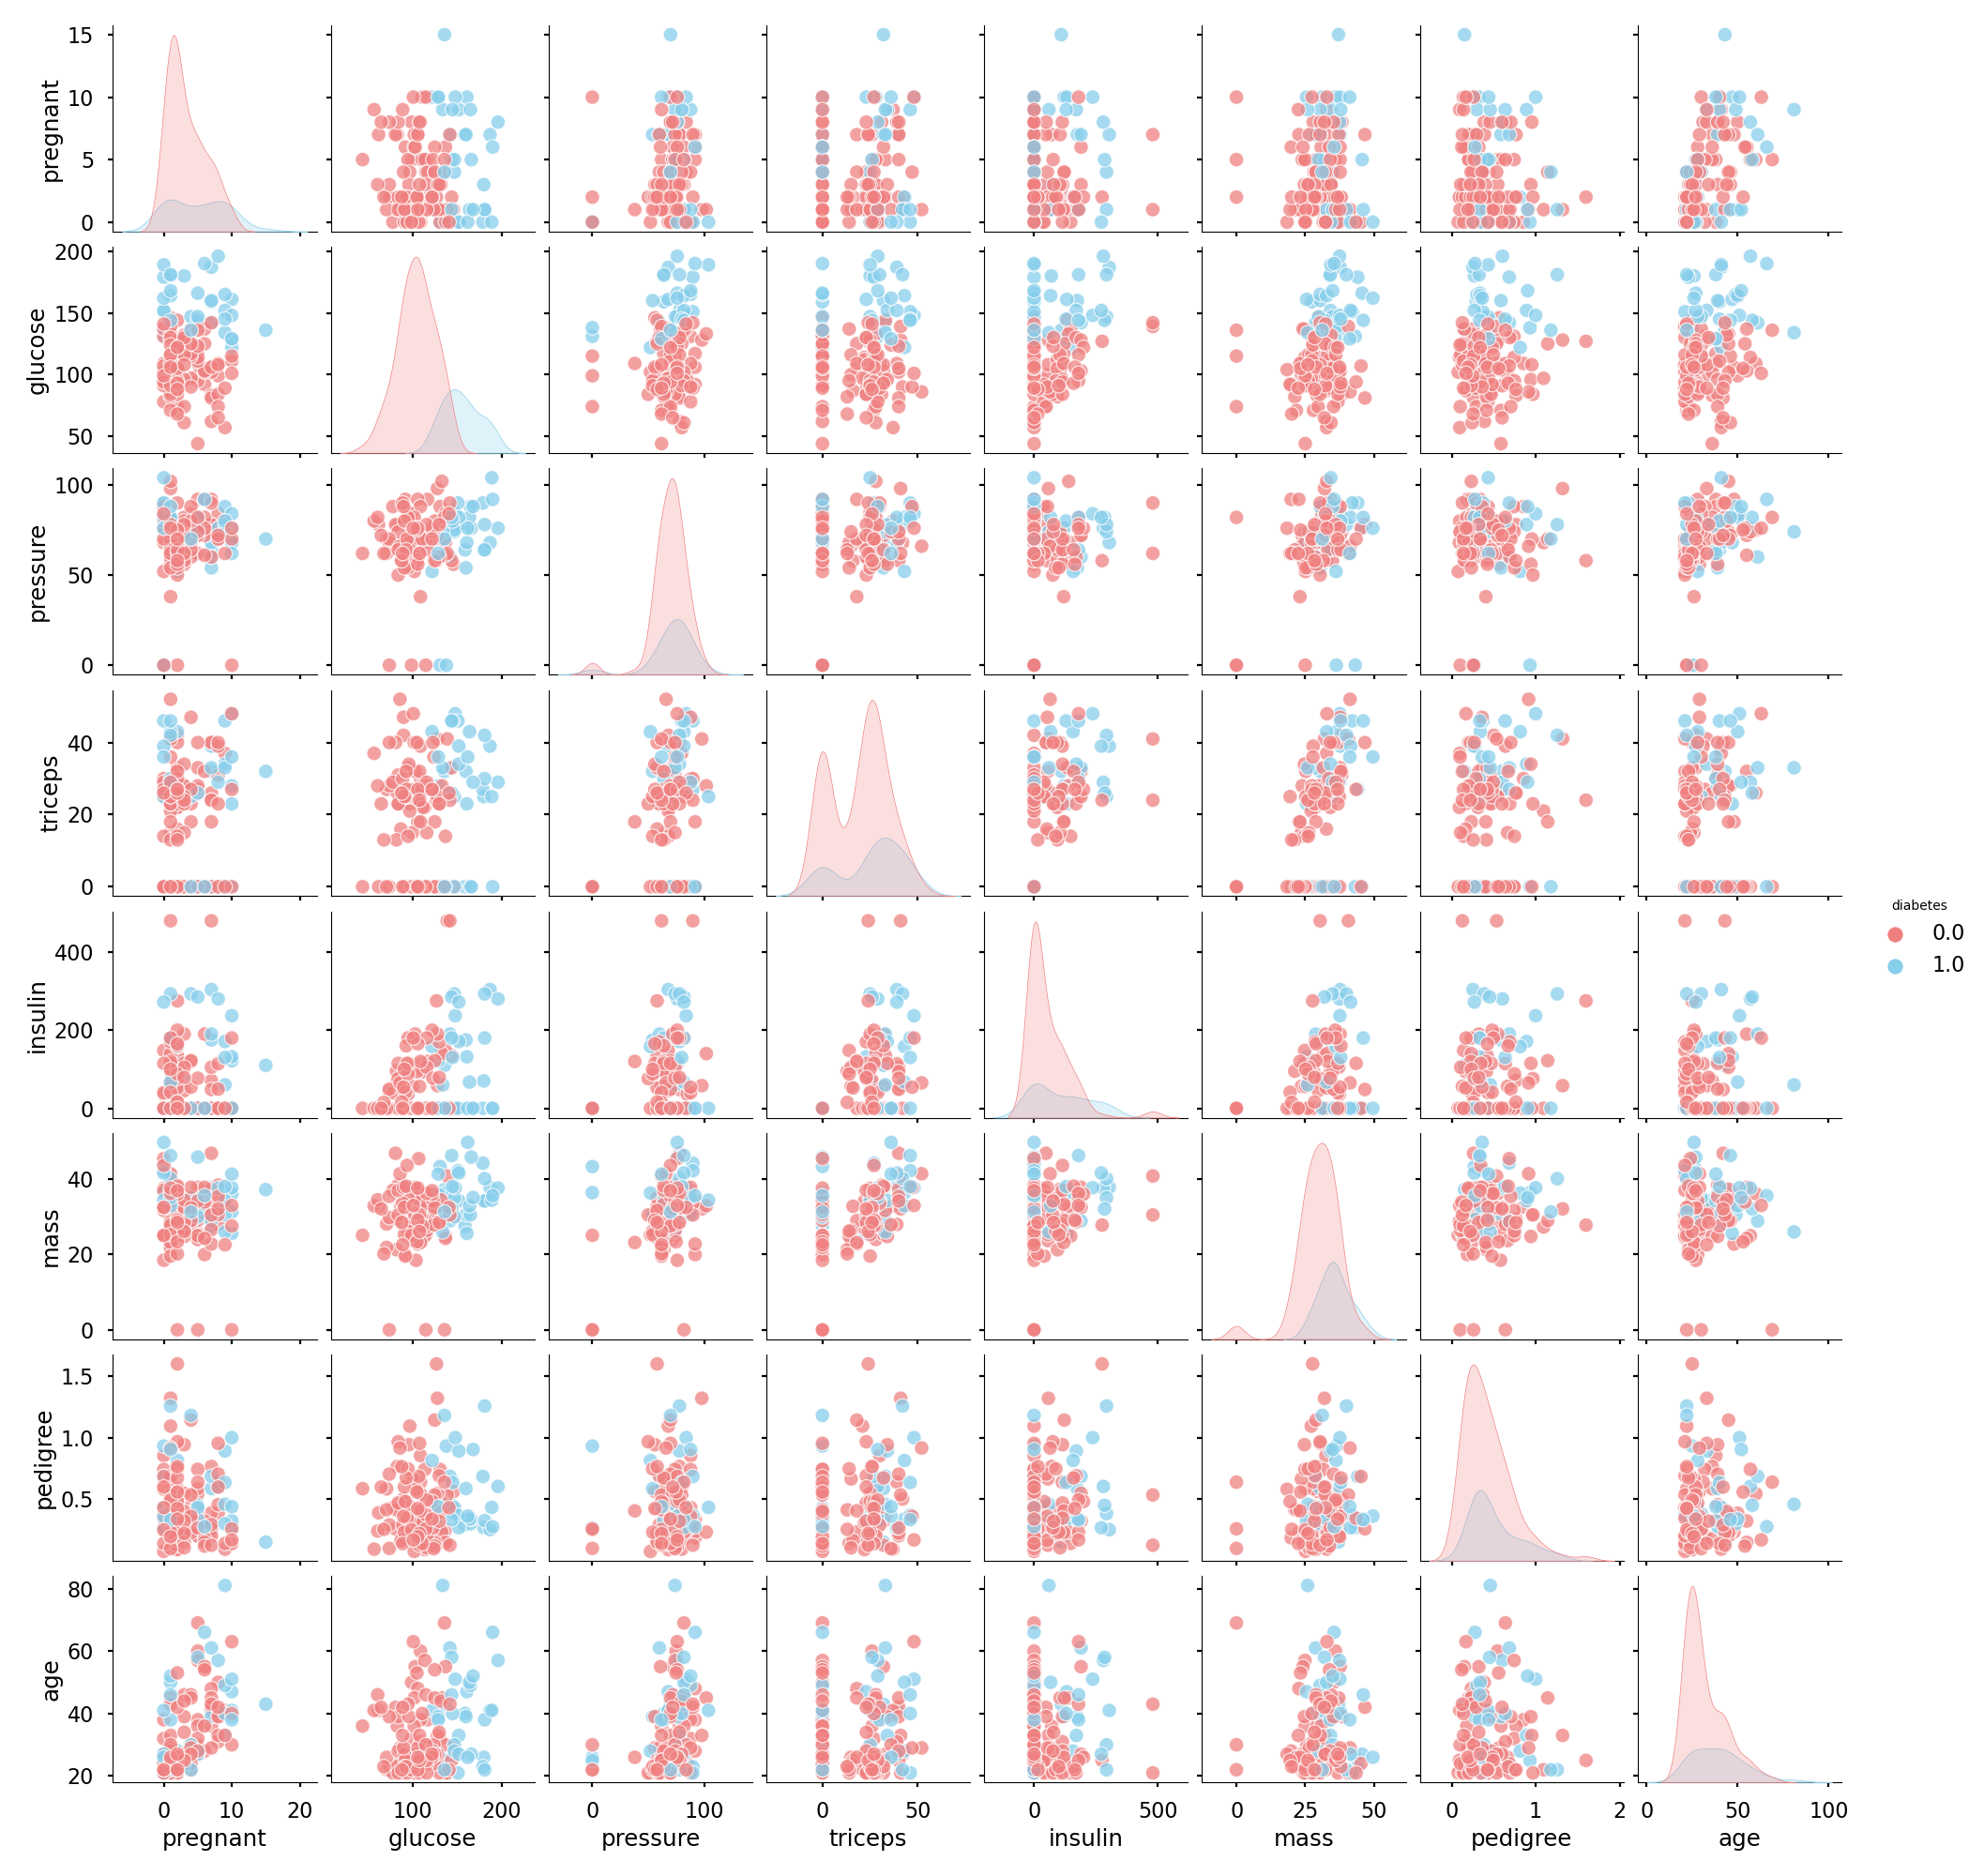 15
10
5
0
pregnant
200
150
100
50
glucose
100
50
0
pressure
40
20
0
triceps
400
200
0
insulin
diabetes
0.0
1.0
40
20
0
mass
1.5
1.0
0.5
pedigree
80
60
40
20
age
0 10 20
100 200
0 100
0 50
0 500
0 25 50
0 1 2
0 50 100
pregnant glucose pressure triceps insulin mass pedigree age